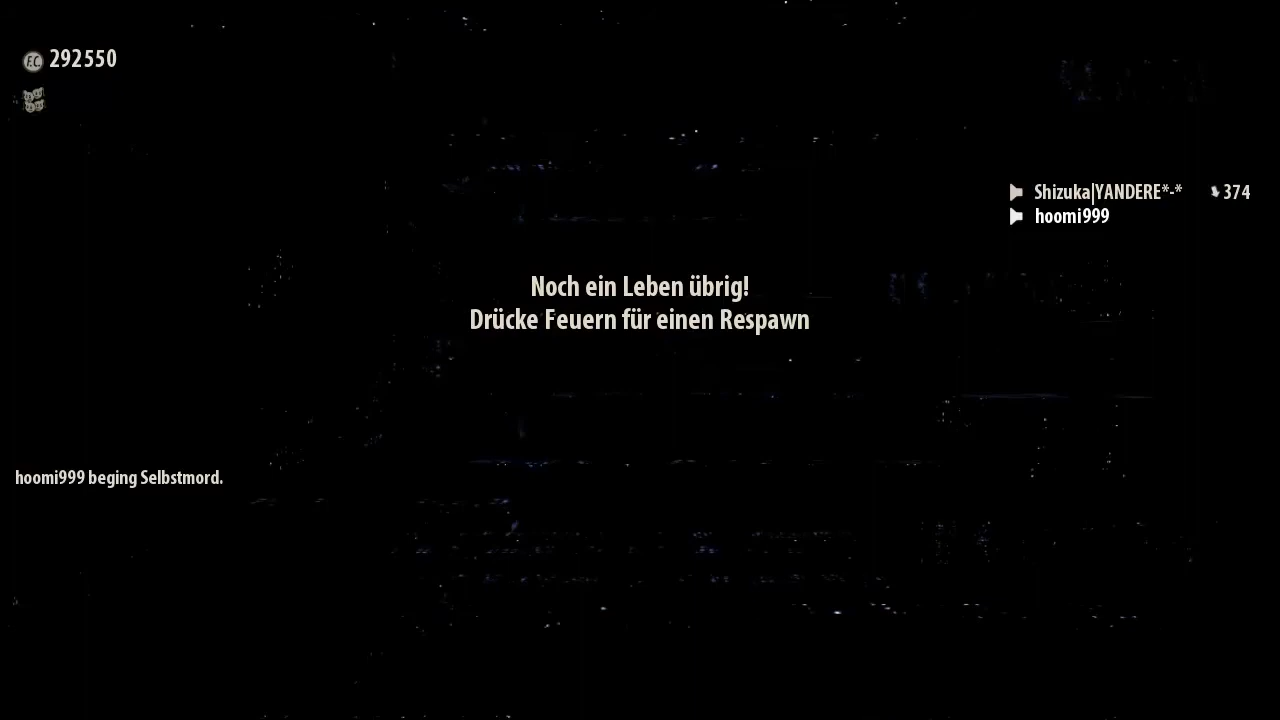 F.C. 292550
Shizuka|YANDERE*-* 374
hoomi999
Noch ein Leben übrig!
Drücke Feuern für einen Respawn
hoomi999 beging Selbstmord.